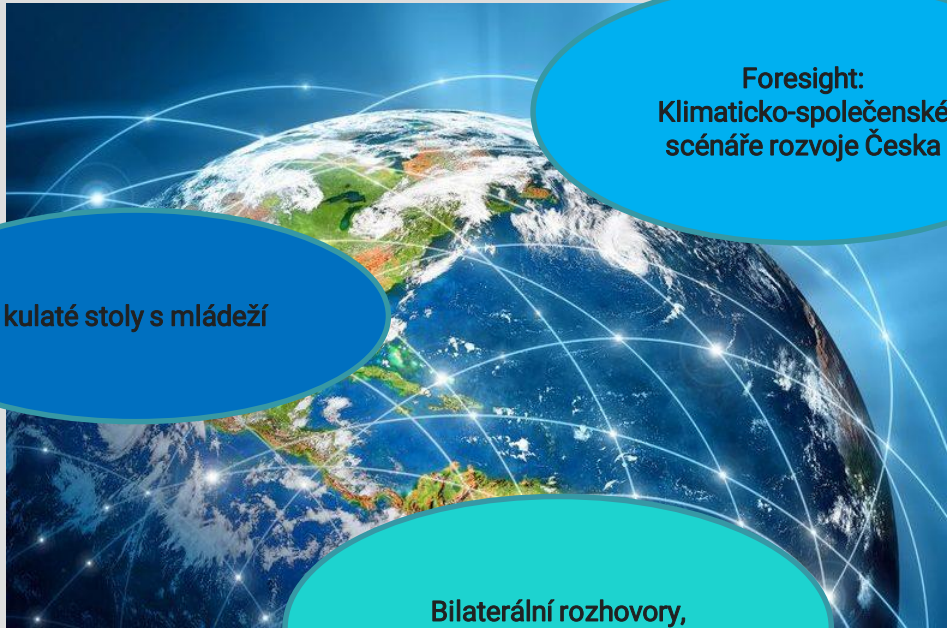 Foresight:
Klimaticko-společenské
scénáře rozvoje Česka
kulaté stoly s mládeží
Bilaterální rozhovory,